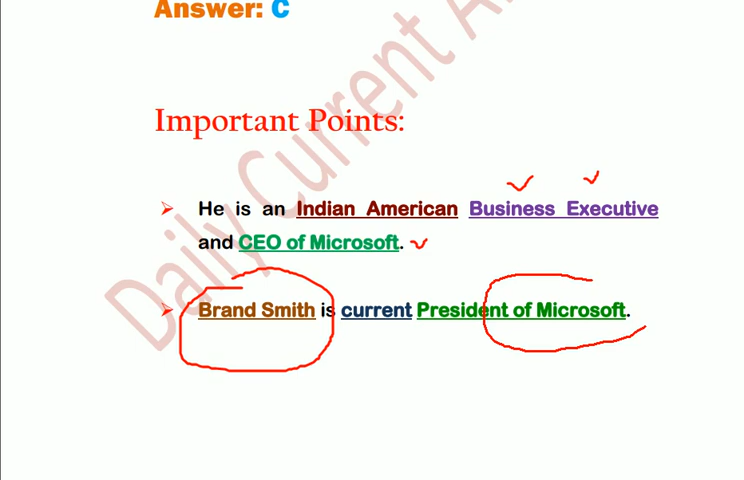 Answer: C
Important Points:
He is an Indian American Business Executive
and CEO of Microsoft.
Brand Smith is current President of Microsoft.
Daily Current A